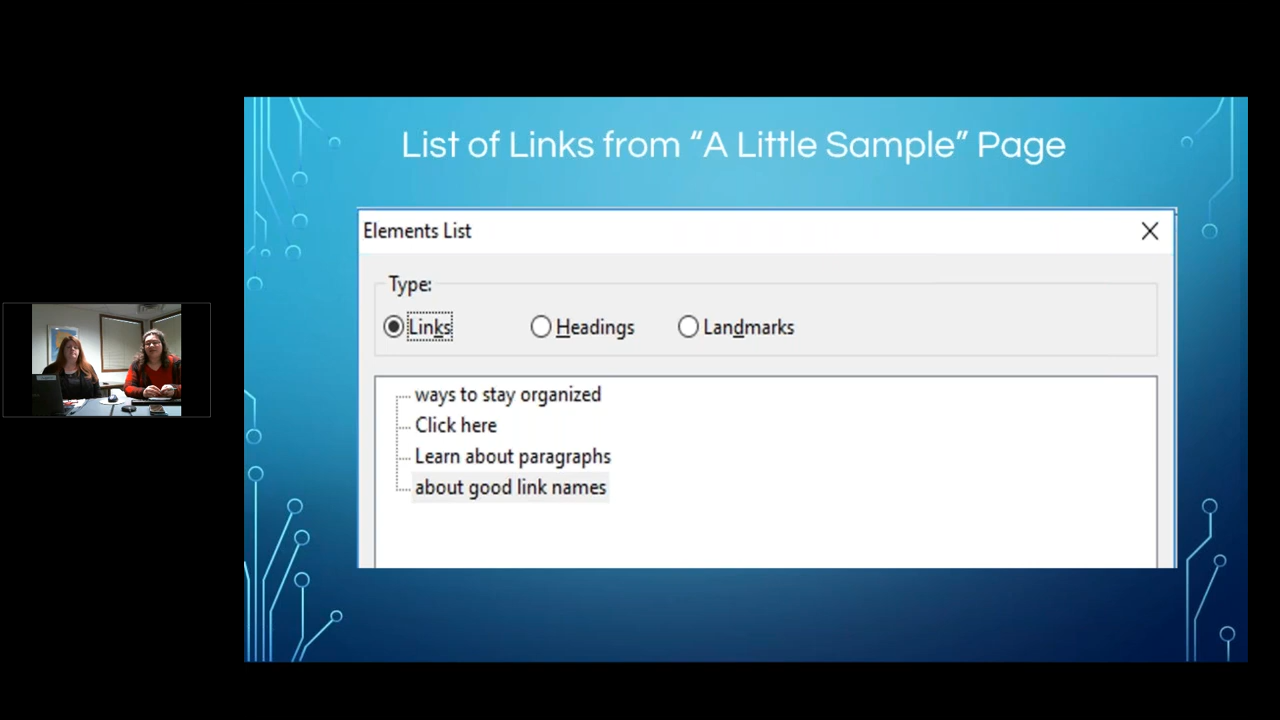 List of Links from “A Little Sample” Page
Elements List
Type:
Links Headings Landmarks
ways to stay organized
Click here
Learn about paragraphs
about good link names